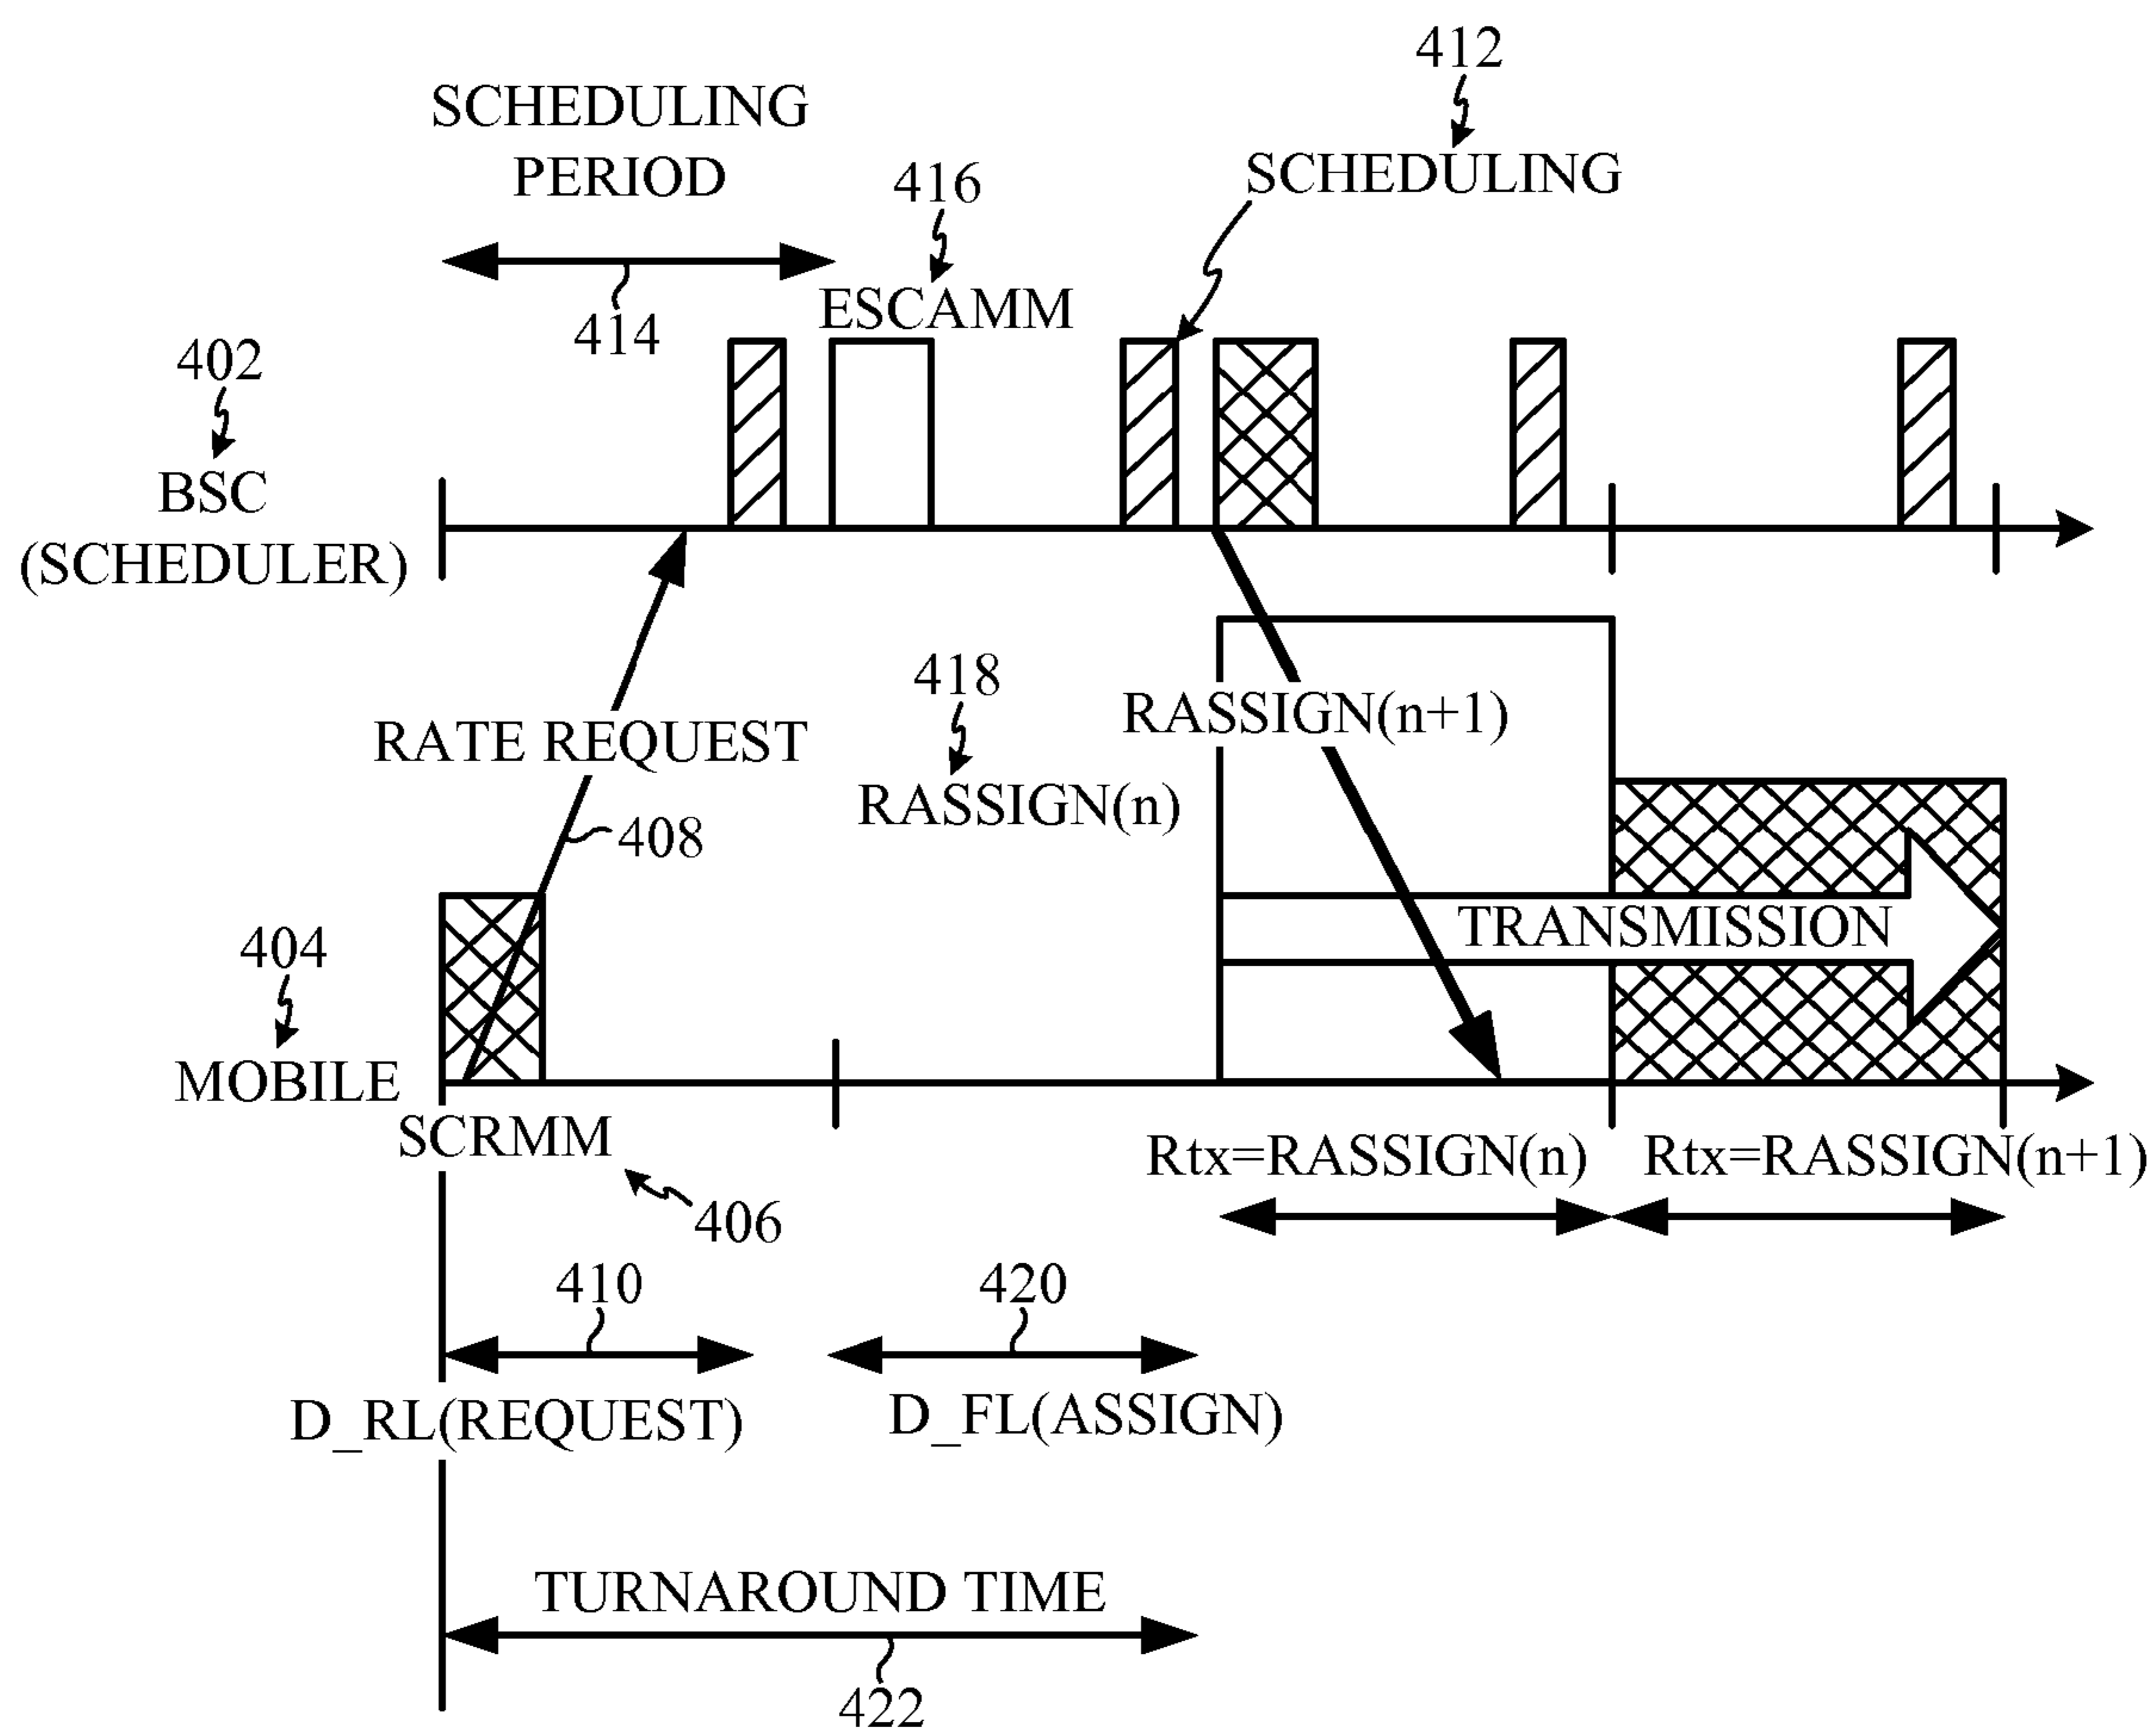 412
SCHEDULING
PERIOD
416
SCHEDULING
414
ESCAMM
402
BSC
(SCHEDULER)
418
RASSIGN(n+1)
RATE REQUEST
RASSIGN(n)
408
TRANSMISSION
404
MOBILE
SCRMM
Rtx=RASSIGN(n)
Rtx=RASSIGN(n+1)
406
410
420
D_RL(REQUEST)
D_FL(ASSIGN)
TURNAROUND TIME
422